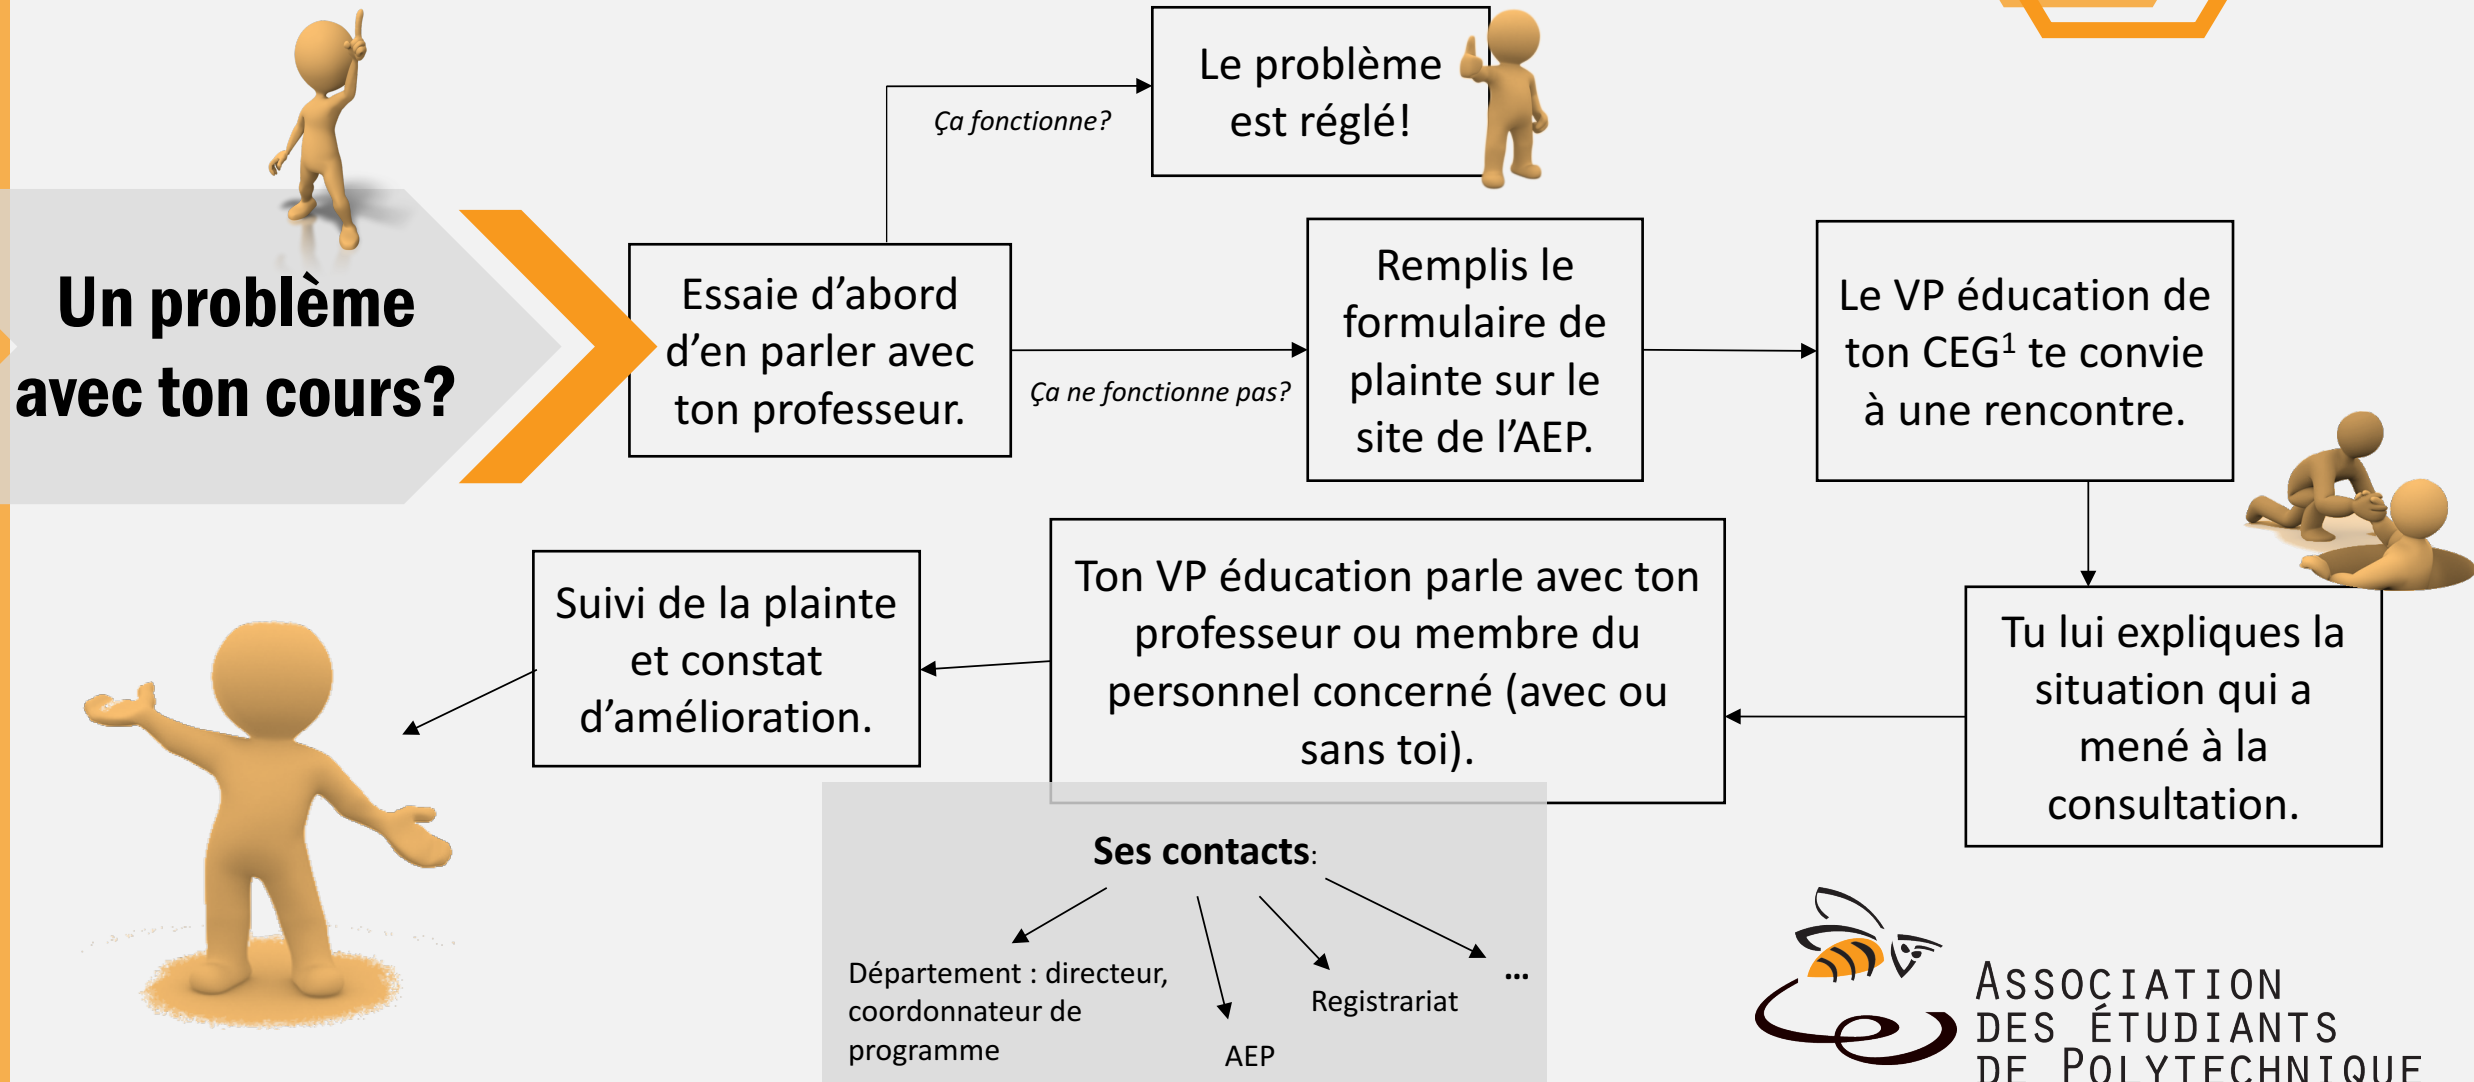 Un problème
avec ton cours?
Essaie d’abord
d’en parler avec
ton professeur.
Ça fonctionne?
Le problème
est réglé!
Ça ne fonctionne pas?
Remplis le
formulaire de
plainte sur le
site de l’AEP.
Le VP éducation de
ton CEG¹ te convie
à une rencontre.
Tu lui expliques la
situation qui a
mené à la
consultation.
Ton VP éducation parle avec ton
professeur ou membre du
personnel concerné (avec ou
sans toi).
Suivi de la plainte
et constat
d’amélioration.
Ses contacts:
Département : directeur,
coordonnateur de
programme
AEP
Registrariat
...
ASSOCIATION
DES ÉTUDIANTS
DE POLYTECHNIQUE